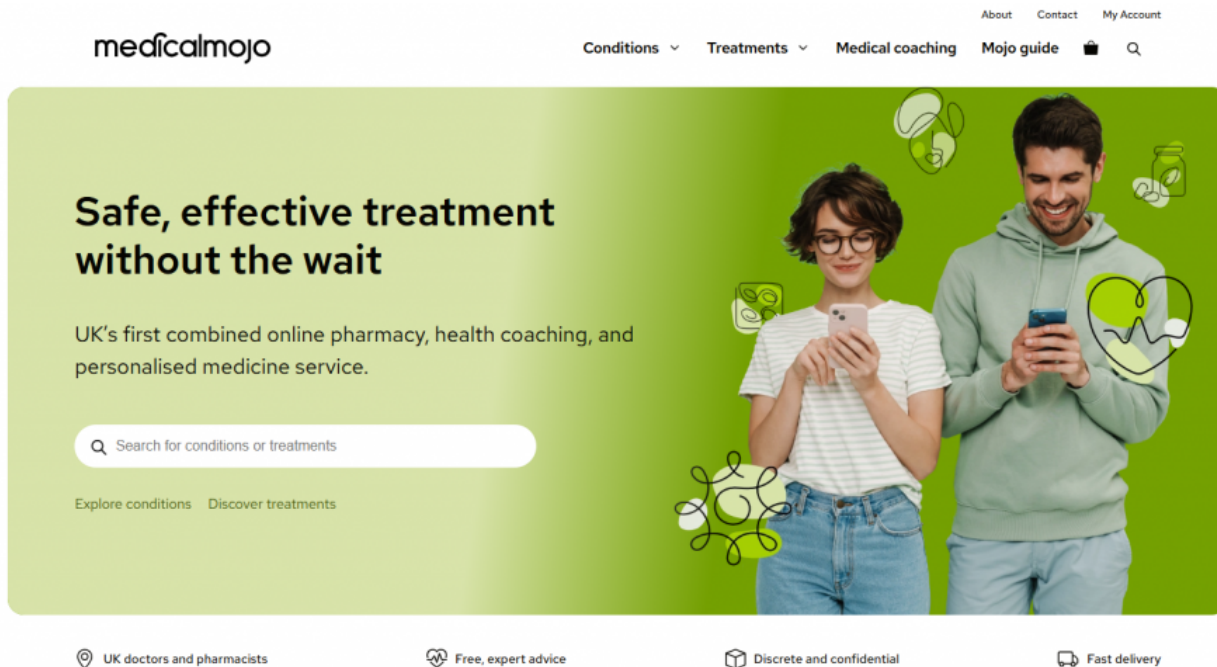 About Contact My Account
medicalmojo
Conditions Treatments Medical coaching Mojo guide
Safe, effective treatment
without the wait
UK's first combined online pharmacy, health coaching, and
personalised medicine service.
Search for conditions or treatments
Explore conditions Discover treatments
UK doctors and pharmacists Free, expert advice Discrete and confidential Fast delivery